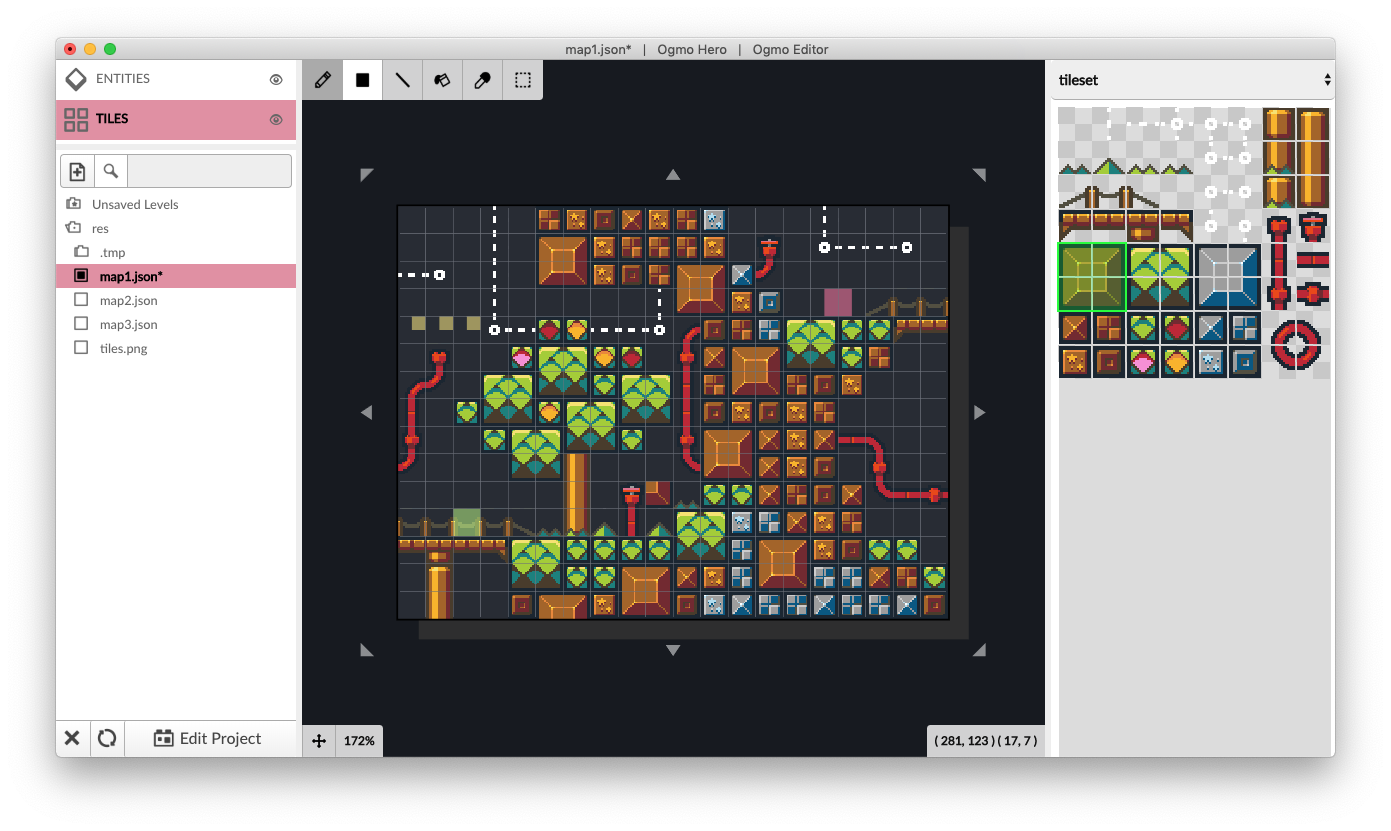 map1.json* | Ogmo Hero | Ogmo Editor
ENTITIES
TILES
Unsaved Levels
res
.tmp
map1.json*
map2.json
map3.json
tiles.png
Edit Project
172%
( 281, 123 ) ( 17, 7 )
tileset